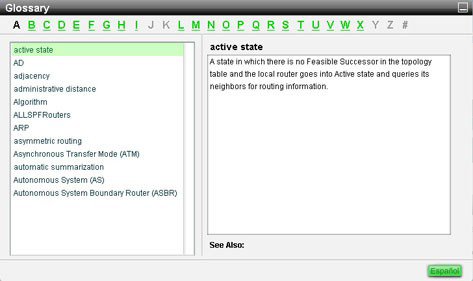 Glossary
A B C D E F G H I J K L M N O P Q R S T U V W X Y Z #
active state
AD
adjacency
administrative distance
Algorithm
ALLSPFRouters
ARP
asymmetric routing
Asynchronous Transfer Mode (ATM)
automatic summarization
Autonomous System (AS)
Autonomous System Boundary Router (ASBR)
active state
A state in which there is no Feasible Successor in the topology
table and the local router goes into Active state and queries its
neighbors for routing information.
See Also:
Español